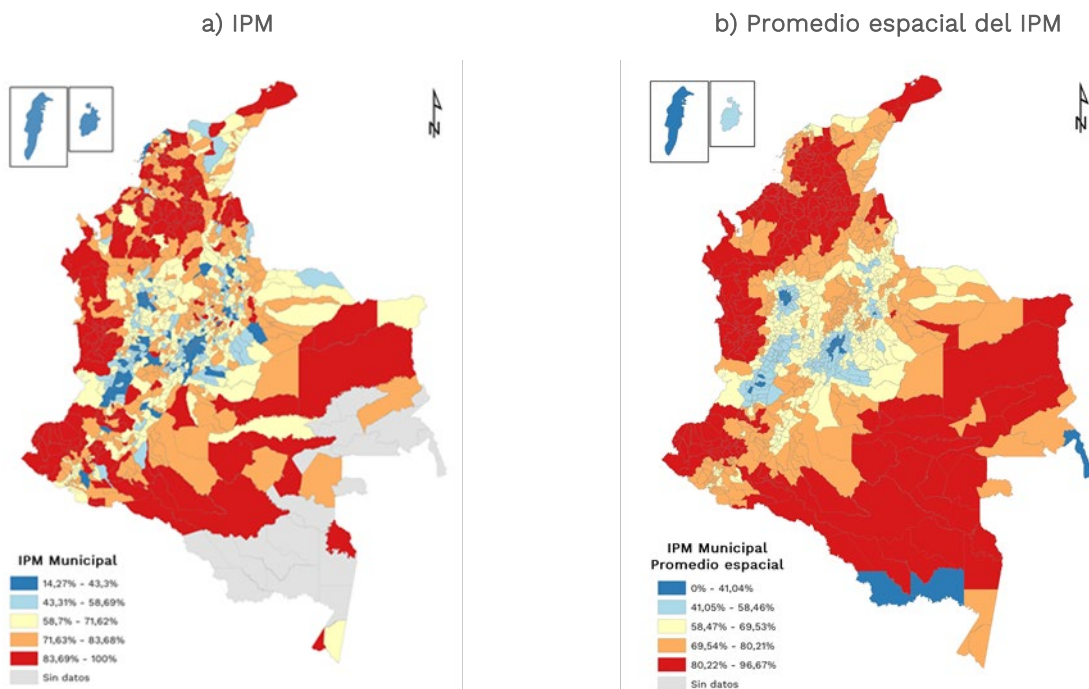 a) IPM
b) Promedio espacial del IPM
N
N
IPM Municipal
14,27% - 43,3%
43,31% - 58,69%
58,7% - 71,62%
71,63% - 83,68%
83,69% - 100%
Sin datos
IPM Municipal
Promedio espacial
0% - 41,04%
41,05% - 58,46%
58,47% - 69,53%
69,54% - 80,21%
80,22% - 96,67%
Sin datos